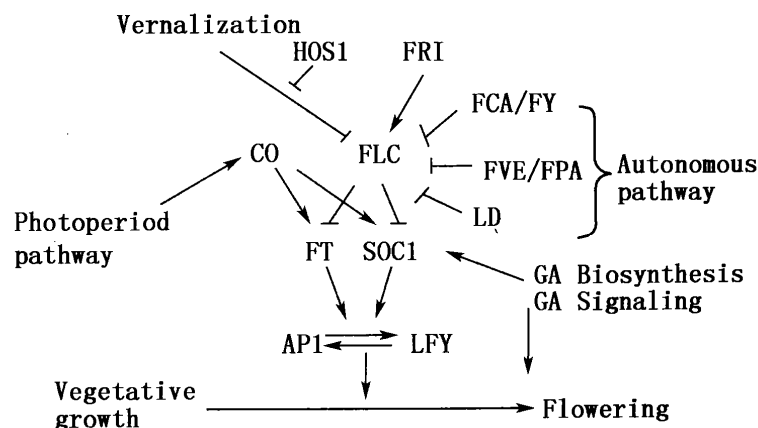 Vernalization
HOS1
FRI
FCA/FY
CO
FLC
FVE/FPA
Autonomous
pathway
Photoperiod
pathway
LD
FT
SOC1
GA Biosynthesis
GA Signaling
AP1
LFY
Vegetative
growth
Flowering